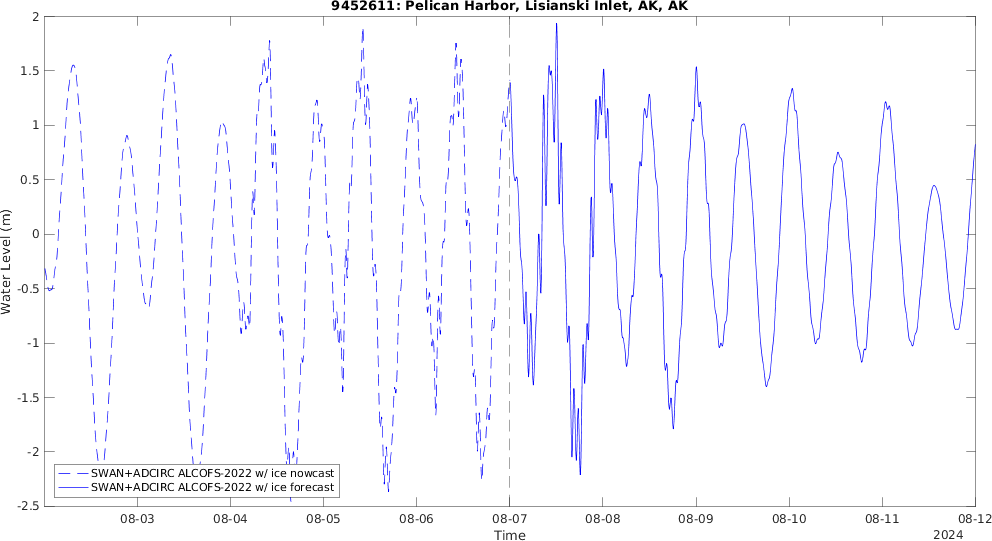 9452611: Pelican Harbor, Lisianski Inlet, AK, AK
2
1.5
1
0.5
0
-0.5
-1
-1.5
-2
-2.5
Water Level (m)
SWAN+ADCIRC ALCOFS-2022 w/ ice nowcast
SWAN+ADCIRC ALCOFS-2022 w/ ice forecast
08-03 08-04 08-05 08-06 08-07 08-08 08-09 08-10 08-11 08-12
Time
2024